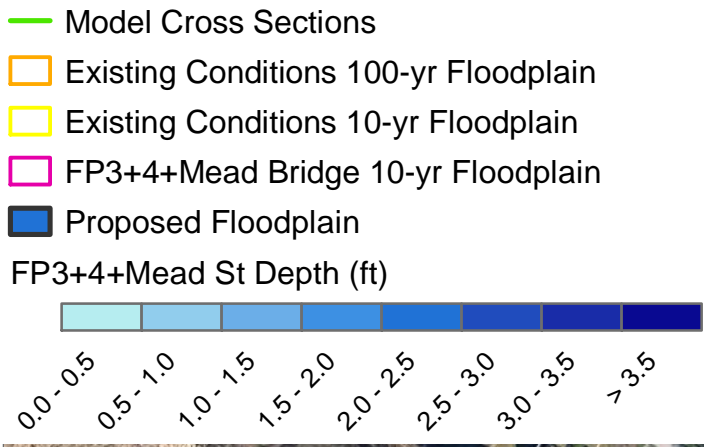 Model Cross Sections
Existing Conditions 100-yr Floodplain
Existing Conditions 10-yr Floodplain
FP3+4+Mead Bridge 10-yr Floodplain
Proposed Floodplain
FP3+4+Mead St Depth (ft)
0.0 - 0.5
0.5 - 1.0
1.0 - 1.5
1.5 - 2.0
2.0 - 2.5
2.5 - 3.0
3.0 - 3.5
> 3.5